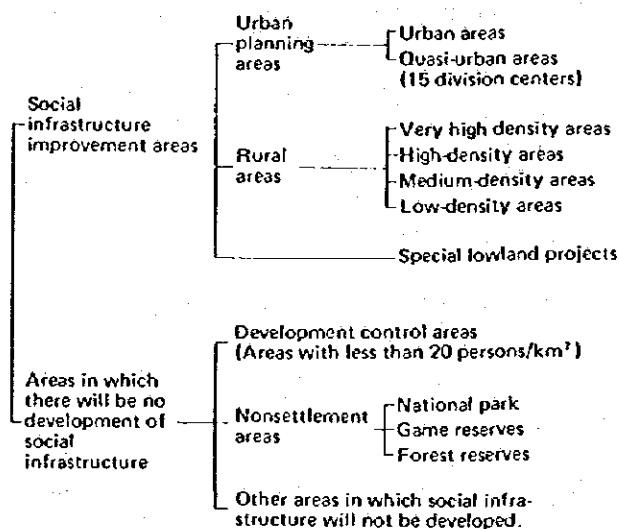 Urban
planning
areas
Urban areas
Quasi-urban areas
(15 division centers)
Social
infrastructure
improvement areas
Rural
areas
Very high density areas
High-density areas
Medium-density areas
Low-density areas
Special lowland projects
Development control areas
(Areas with less than 20 persons/km²)
Areas in which
there will be no
development of
social
infrastructure
Nonsettlement
areas
National park
Game reserves
Forest reserves
Other areas in which social infra-
structure will not be developed.